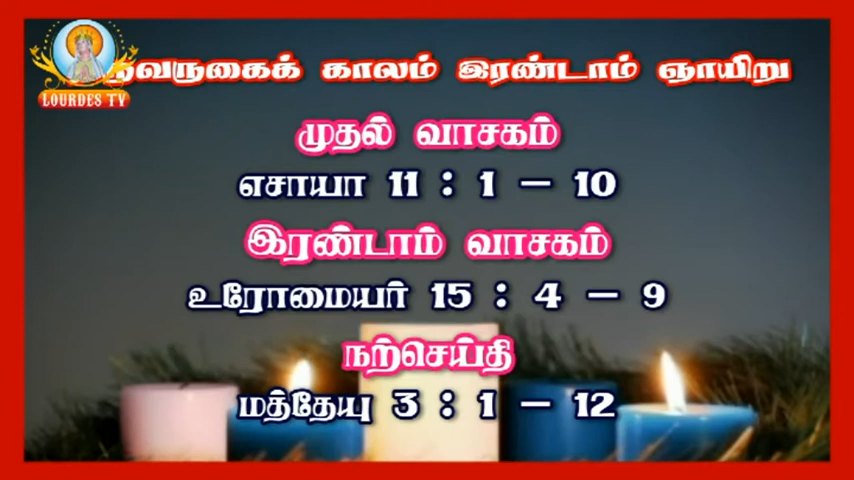 காலம் இரண்டாம் ஞாயிறு
LOURDES TV
முதல் வாசகம்
எசாயா 11 : 1 – 10
இரண்டாம் வாசகம்
உரோமையர் 15 : 4 – 9
நற்செய்தி
மத்தேயு 3 : 1 – 12